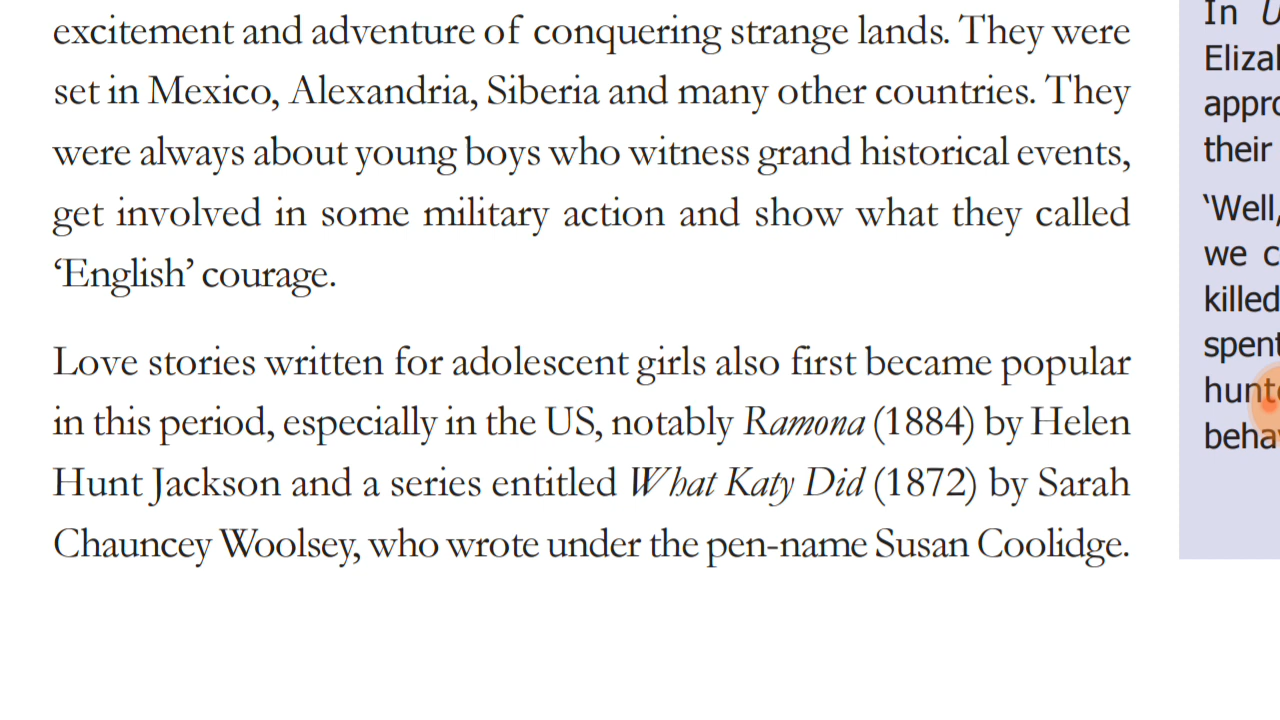 excitement and adventure of conquering strange lands. They were
set in Mexico, Alexandria, Siberia and many other countries. They
were always about young boys who witness grand historical events,
get involved in some military action and show what they called
‘English’ courage.
Love stories written for adolescent girls also first became popular
in this period, especially in the US, notably Ramona (1884) by Helen
Hunt Jackson and a series entitled What Katy Did (1872) by Sarah
Chauncey Woolsey, who wrote under the pen-name Susan Coolidge.
In
their
‘Well,
we
killed